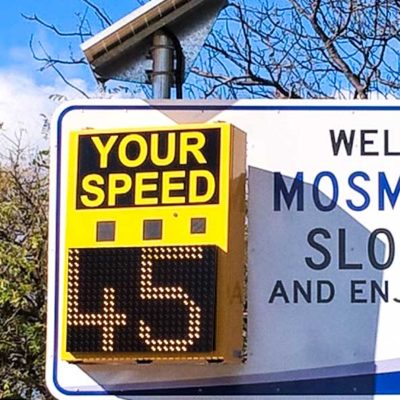 YOUR
SPEED
45
WEL
MOSM
SLO
AND ENJ